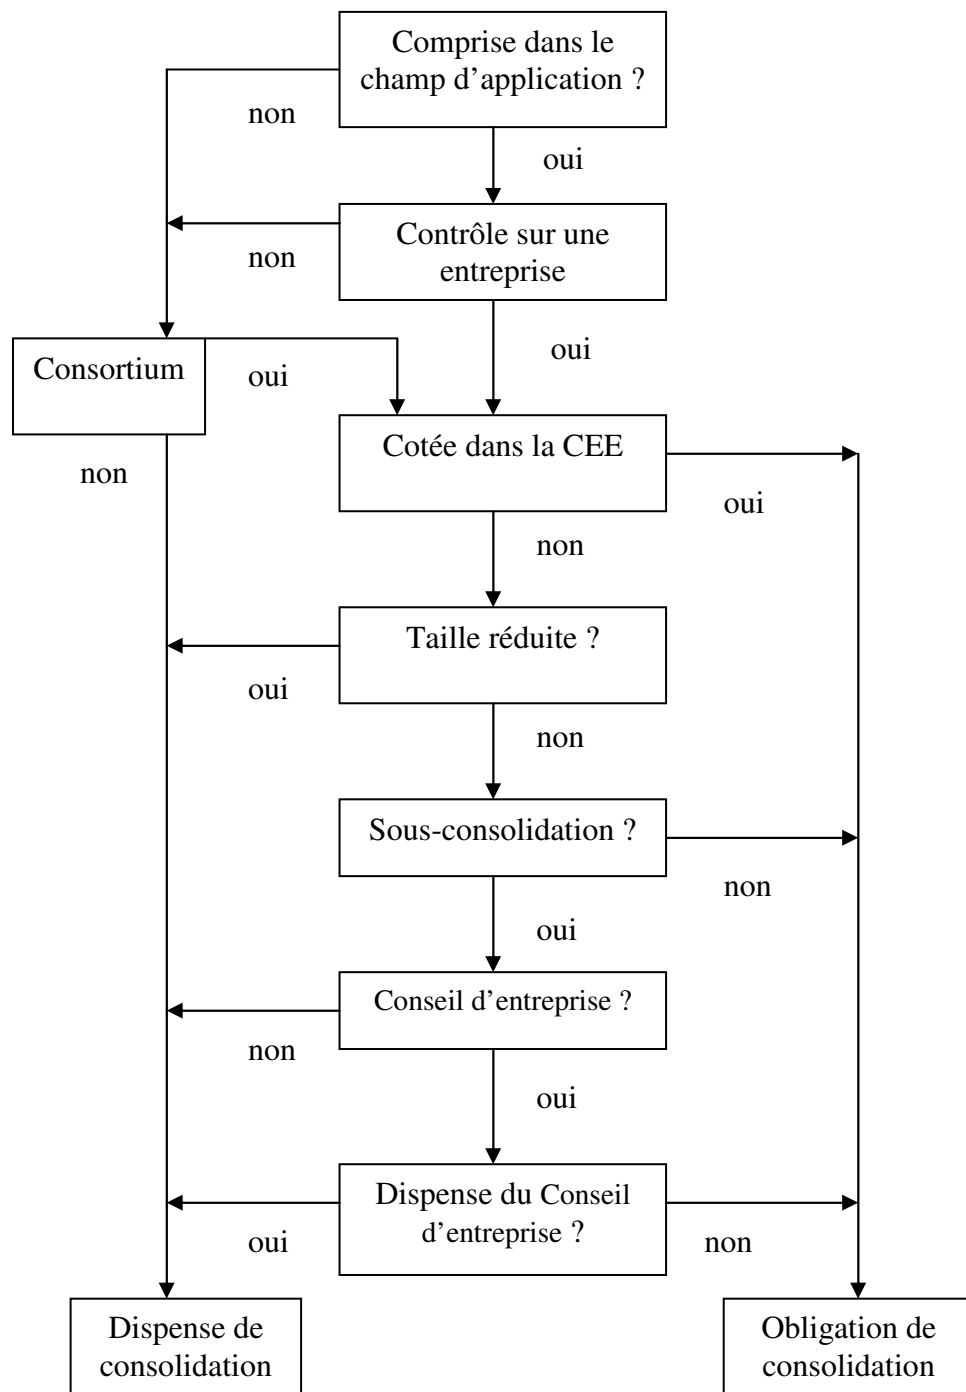 Comprise dans le
champ d'application ?
non
oui
Contrôle sur une
entreprise
non
oui
Consortium
oui
non
Cotée dans la CEE
oui
non
Taille réduite ?
oui
non
Sous-consolidation ?
non
oui
Conseil d'entreprise ?
non
oui
Dispense du Conseil
d'entreprise ?
oui
non
Dispense de
consolidation
Obligation de
consolidation